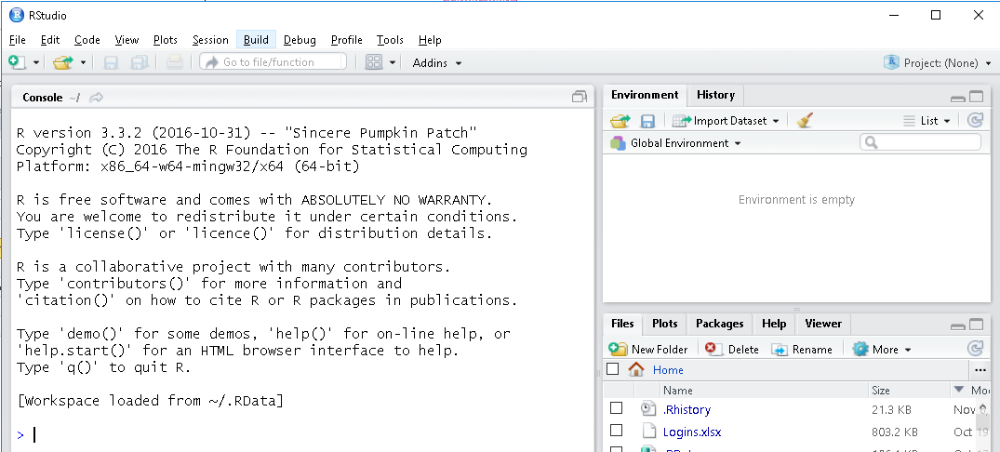 RStudio
File Edit Code View Plots Session Build Debug Profile Tools Help
Go to file/function Addins Project: (None)
Console ~/
R version 3.3.2 (2016-10-31) -- "Sincere Pumpkin Patch"
Copyright (C) 2016 The R Foundation for Statistical Computing
Platform: x86_64-w64-mingw32/x64 (64-bit)
R is free software and comes with ABSOLUTELY NO WARRANTY.
You are welcome to redistribute it under certain conditions.
Type 'license()' or 'licence()' for distribution details.
R is a collaborative project with many contributors.
Type 'contributors()' for more information and
'citation()' on how to cite R or R packages in publications.
Type 'demo()' for some demos, 'help()' for on-line help, or
'help.start()' for an HTML browser interface to help.
Type 'q()' to quit R.
[Workspace loaded from ~/.RData]
>
Environment History
Import Dataset List
Global Environment
Environment is empty
Files Plots Packages Help Viewer
New Folder Delete Rename More
Home ...
Name Size Mo
.Rhistory 21.3 KB Nov
Logins.xlsx 803.2 KB Oct 19